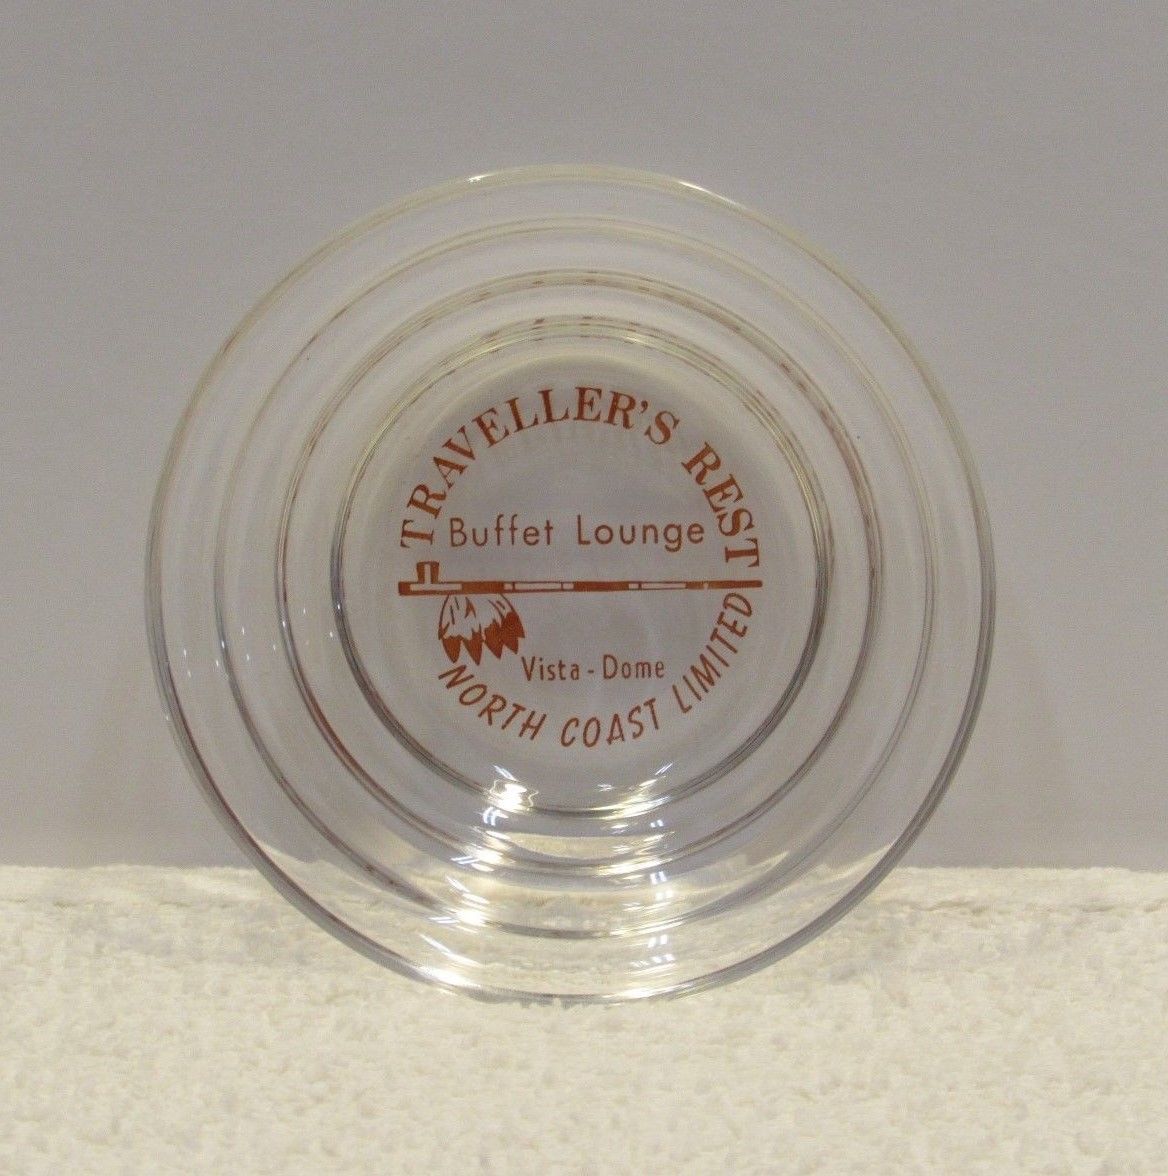 TRAVELLER'S REST
Buffet Lounge
Vista-Dome
NORTH COAST LIMITED